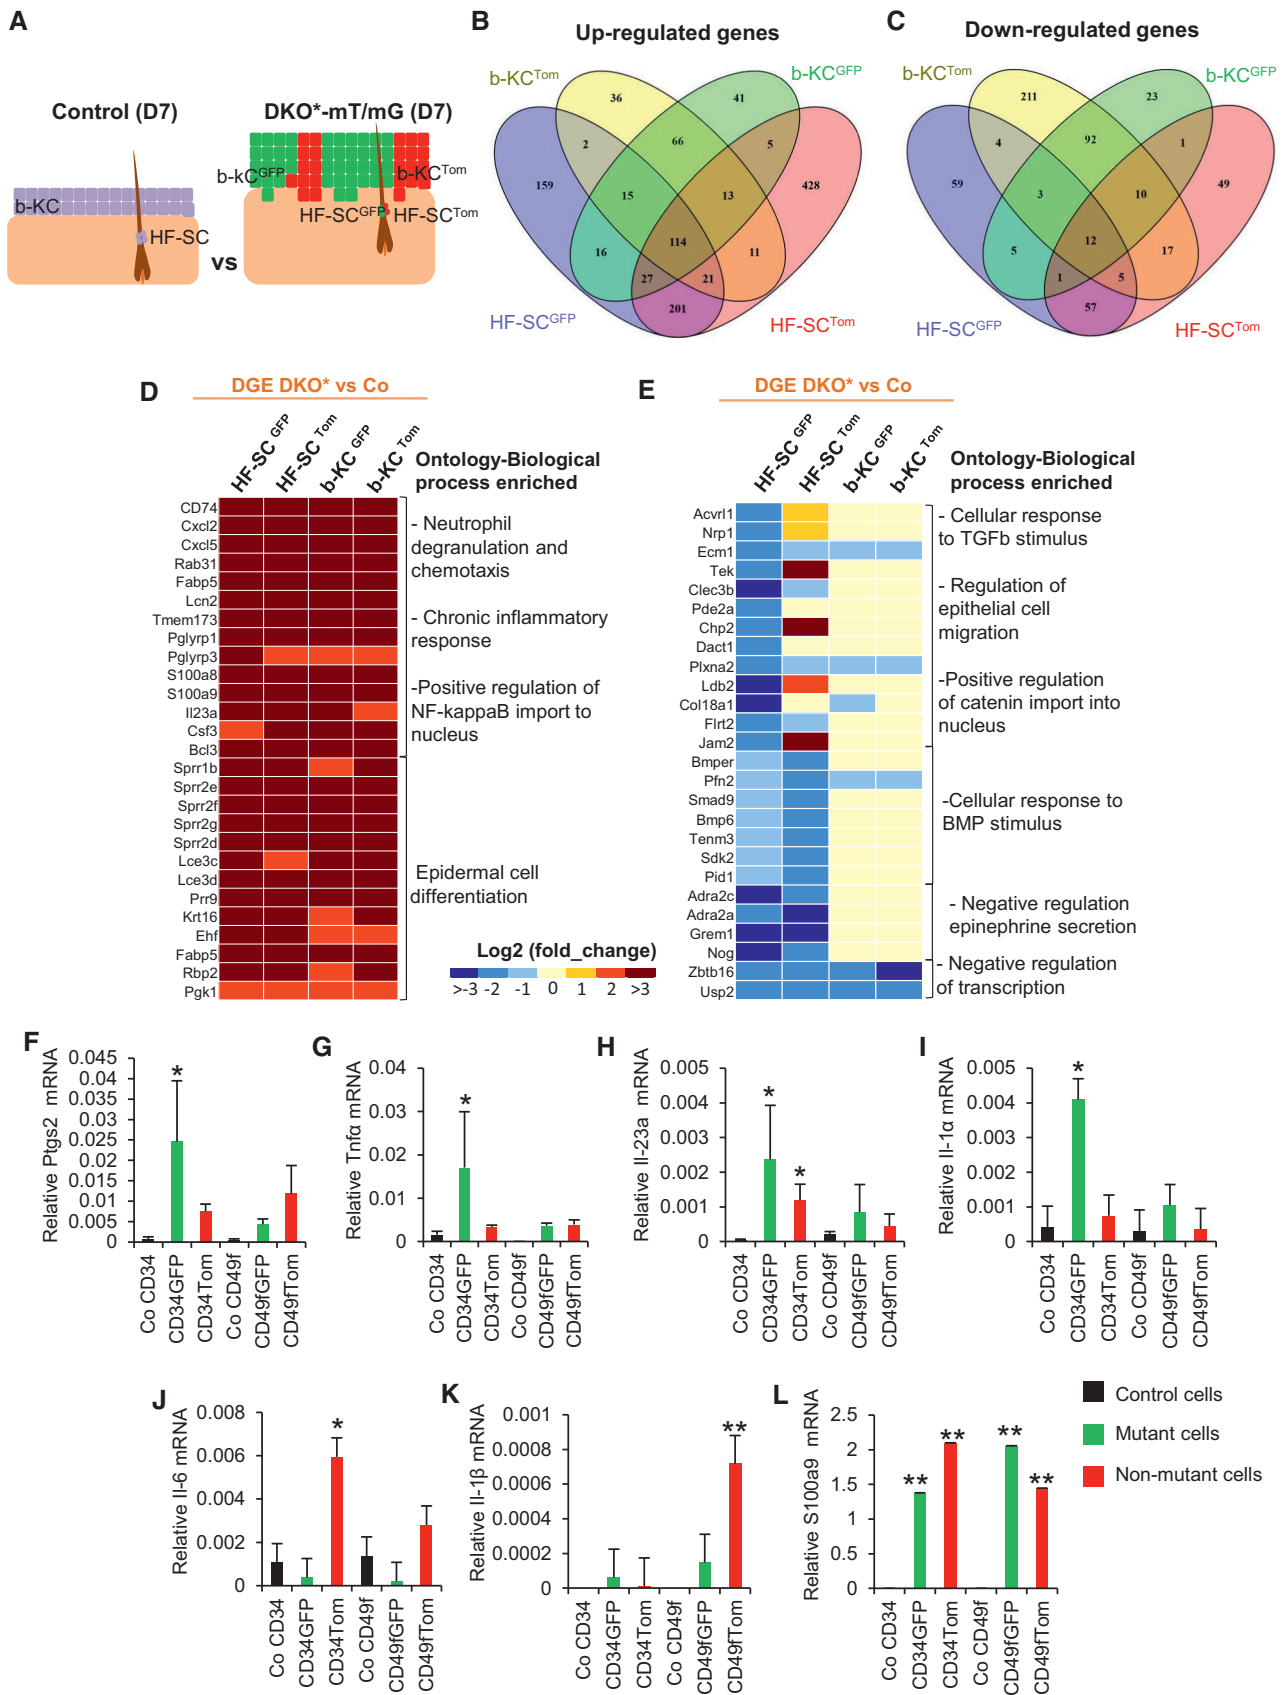 A
Control (D7)
DKO*-mT/mG (D7)
b-KC
HF-SC
vs
b-kC^GFP
b-KC^Tom
HF-SC^GFP
HF-SC^Tom
B
Up-regulated genes
b-KC^Tom
b-KC^GFP
36
41
2
66
5
159
15
13
428
16
114
11
27
21
201
HF-SC^GFP
HF-SC^Tom
C
Down-regulated genes
b-KC^Tom
b-KC^GFP
211
23
4
92
1
59
3
10
49
5
12
17
1
5
57
HF-SC^GFP
HF-SC^Tom
D
DGE DKO* vs Co
HF-SC GFP
HF-SC Tom
b-KC GFP
b-KC Tom
Ontology-Biological
process enriched
CD74
Cxcl2
Cxcl5
Rab31
Fabp5
Lcn2
Tmem173
Pglyrp1
Pglyrp3
S100a8
S100a9
Il23a
Csf3
Bcl3
Sprr1b
Sprr2e
Sprr2f
Sprr2g
Sprr2d
Lce3c
Lce3d
Prr9
Krt16
Ehf
Fabp5
Rbp2
Pgk1
- Neutrophil
degranulation and
chemotaxis
- Chronic inflammatory
response
-Positive regulation of
NF-kappaB import to
nucleus
Epidermal cell
differentiation
Log2 (fold_change)
>-3 -2 -1 0 1 2 >3
E
DGE DKO* vs Co
HF-SC GFP
HF-SC Tom
b-KC GFP
b-KC Tom
Ontology-Biological
process enriched
Acvrl1
Nrp1
Ecm1
Tek
Clec3b
Pde2a
Chp2
Dact1
Plxna2
Ldb2
Col18a1
Flrt2
Jam2
Bmper
Pfn2
Smad9
Bmp6
Tenm3
Sdk2
Pid1
Adra2c
Adra2a
Grem1
Nog
Zbtb16
Usp2
- Cellular response
to TGFb stimulus
- Regulation of
epithelial cell
migration
-Positive regulation
of catenin import into
nucleus
-Cellular response to
BMP stimulus
- Negative regulation
epinephrine secretion
- Negative regulation
of transcription
F
Relative Ptgs2 mRNA
0.045
0.04
0.035
0.03
0.025
0.02
0.015
0.01
0.005
0
*
Co CD34
CD34GFP
CD34Tom
Co CD49f
CD49fGFP
CD49fTom
G
Relative Tnfα mRNA
0.04
0.03
0.02
0.01
0
*
Co CD34
CD34GFP
CD34Tom
Co CD49f
CD49fGFP
CD49fTom
H
Relative Il-23a mRNA
0.005
0.004
0.003
0.002
0.001
0
*
*
Co CD34
CD34GFP
CD34Tom
Co CD49f
CD49fGFP
CD49fTom
I
Relative Il-1α mRNA
0.005
0.004
0.003
0.002
0.001
0
*
Co CD34
CD34GFP
CD34Tom
Co CD49f
CD49fGFP
CD49fTom
J
Relative Il-6 mRNA
0.008
0.006
0.004
0.002
0
*
Co CD34
CD34GFP
CD34Tom
Co CD49f
CD49fGFP
CD49fTom
K
Relative Il-1β mRNA
0.001
0.0008
0.0006
0.0004
0.0002
0
**
Co CD34
CD34GFP
CD34Tom
Co CD49f
CD49fGFP
CD49fTom
L
Relative S100a9 mRNA
2.5
2
1.5
1
0.5
0
**
**
**
**
Co CD34
CD34GFP
CD34Tom
Co CD49f
CD49fGFP
CD49fTom
Control cells
Mutant cells
Non-mutant cells